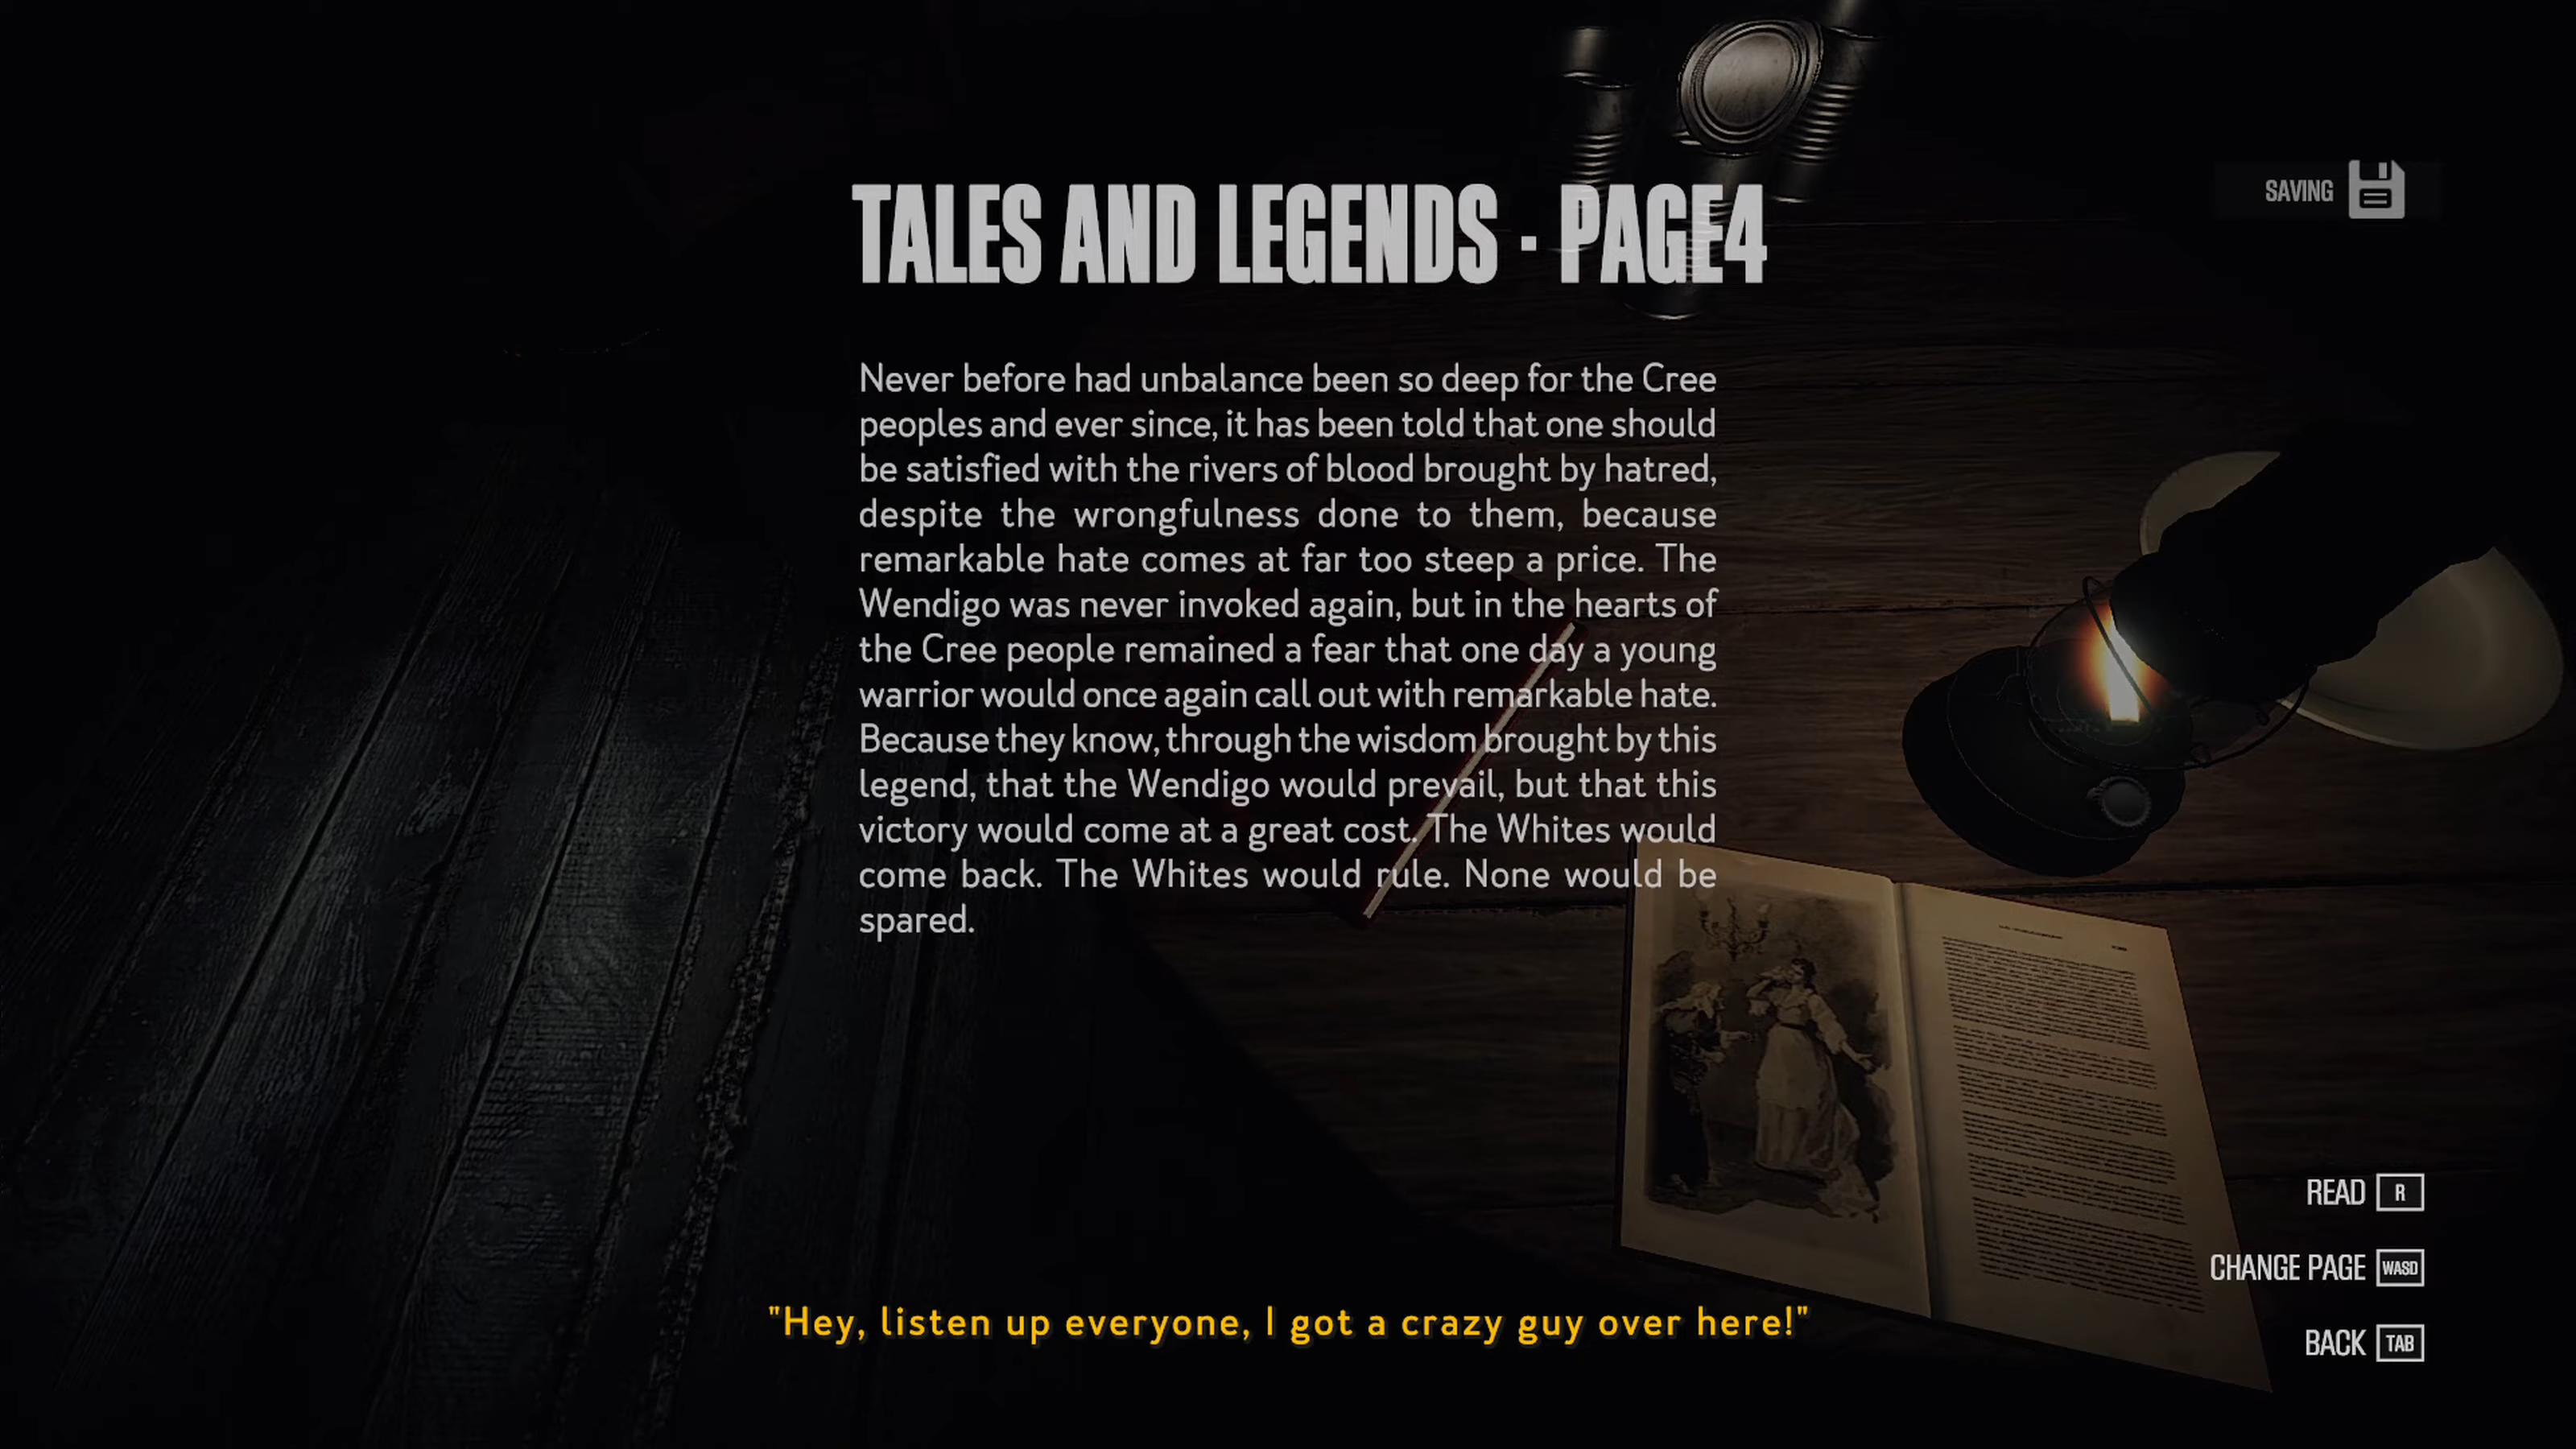 SAVING
TALES AND LEGENDS · PAGE4
Never before had unbalance been so deep for the Cree
peoples and ever since, it has been told that one should
be satisfied with the rivers of blood brought by hatred,
despite the wrongfulness done to them, because
remarkable hate comes at far too steep a price. The
Wendigo was never invoked again, but in the hearts of
the Cree people remained a fear that one day a young
warrior would once again call out with remarkable hate.
Because they know, through the wisdom brought by this
legend, that the Wendigo would prevail, but that this
victory would come at a great cost. The Whites would
come back. The Whites would rule. None would be
spared.
READ R
CHANGE PAGE WASD
"Hey, listen up everyone, I got a crazy guy over here!"
BACK TAB